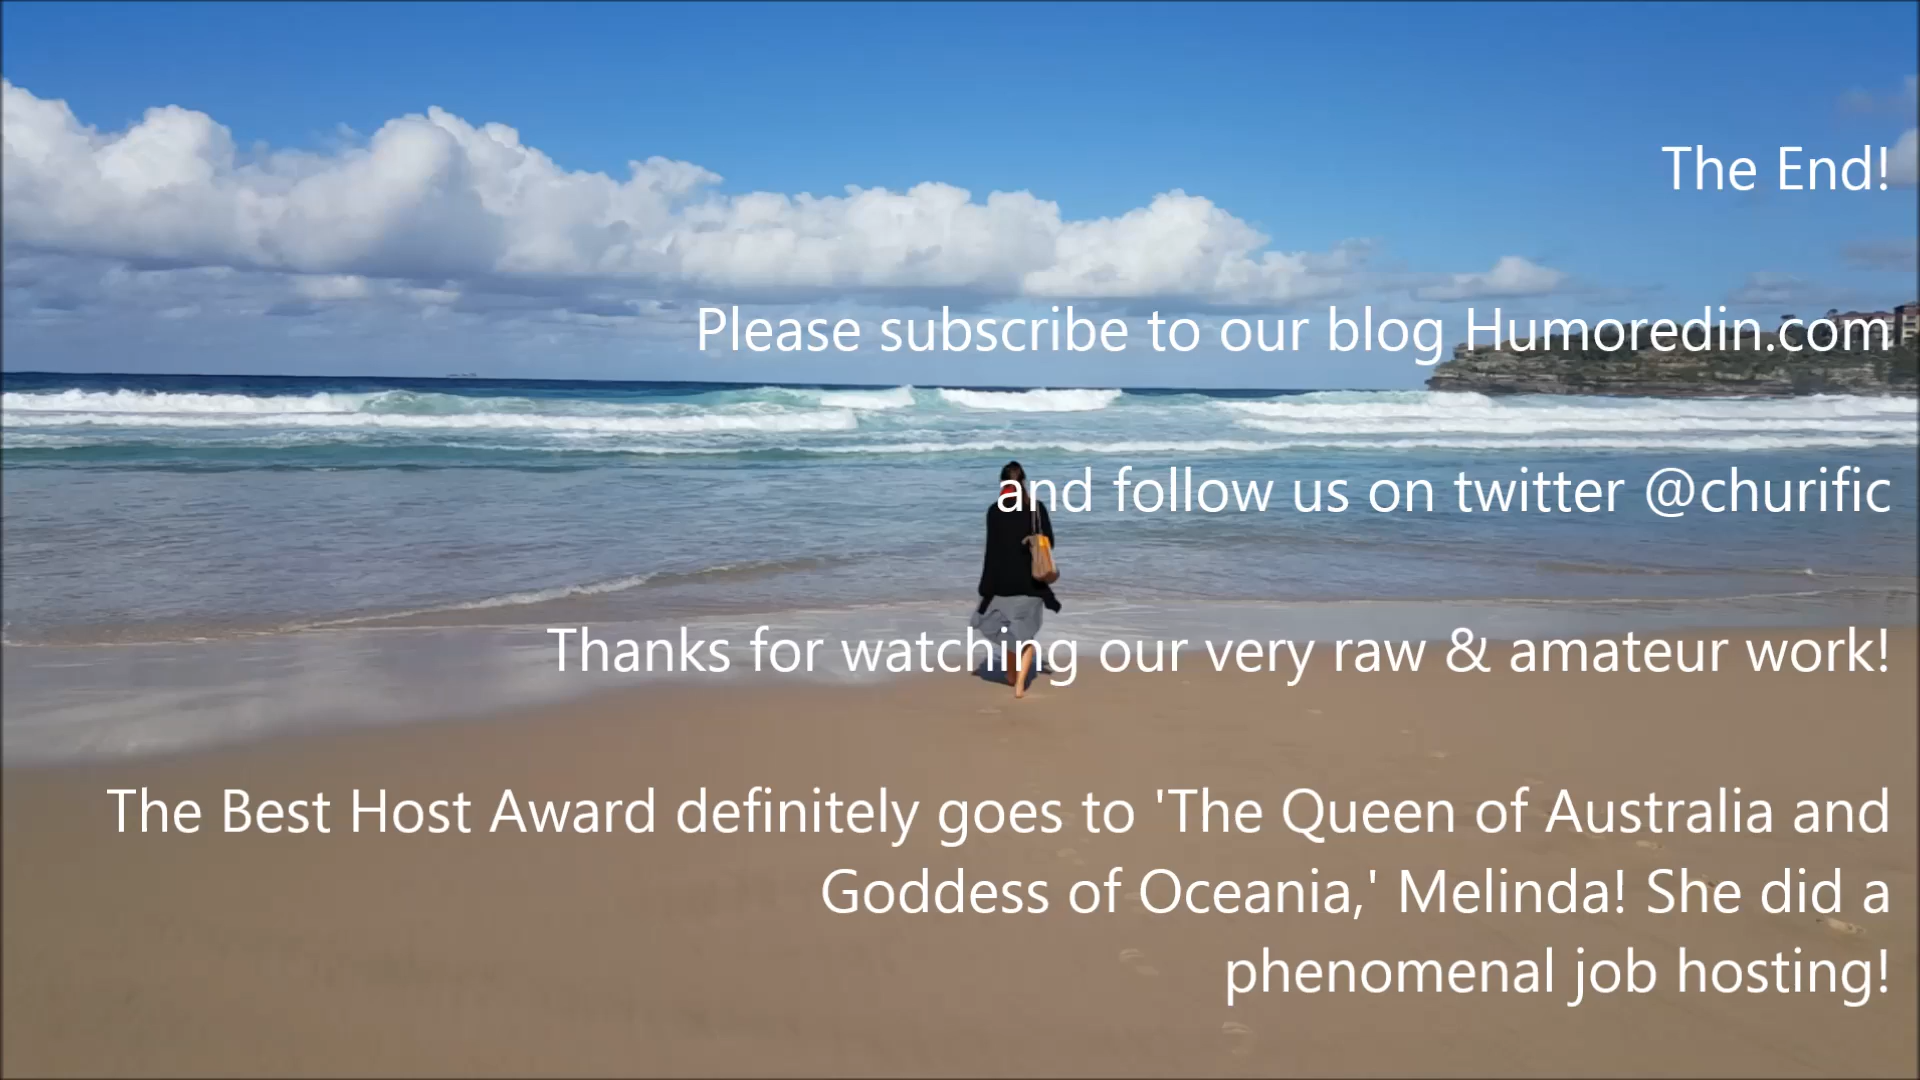 The End!
Please subscribe to our blog Humoredin.com
and follow us on twitter @churific
Thanks for watching our very raw & amateur work!
The Best Host Award definitely goes to 'The Queen of Australia and
Goddess of Oceania,' Melinda! She did a
phenomenal job hosting!